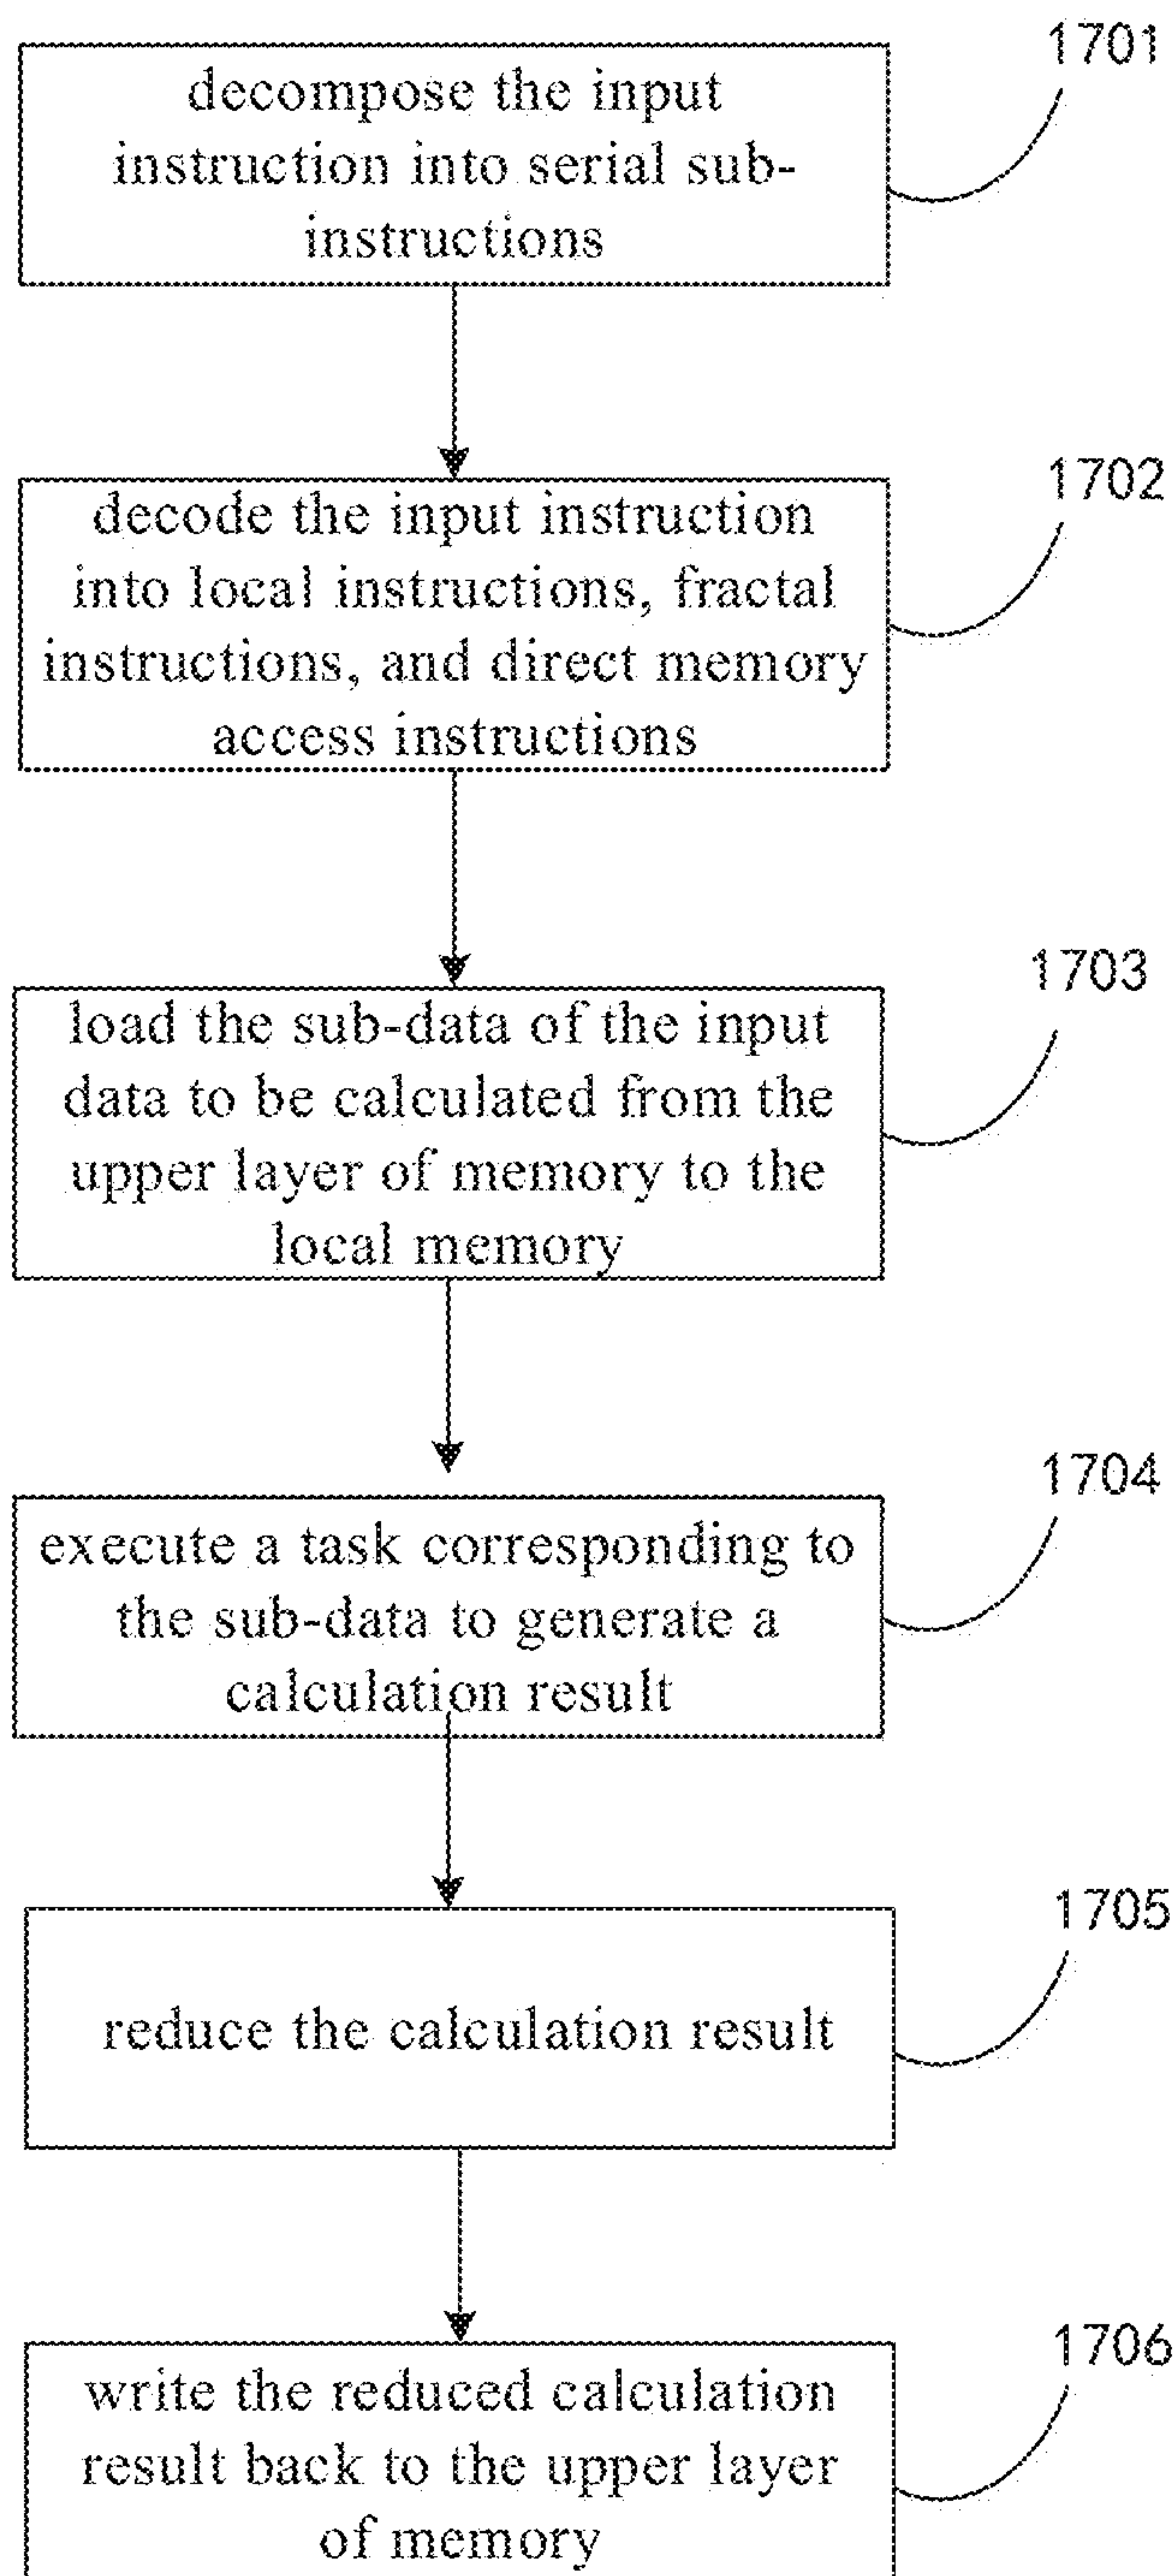 1701
decompose the input
instruction into serial sub-
instructions
1702
decode the input instruction
into local instructions, fractal
instructions, and direct memory
access instructions
1703
load the sub-data of the input
data to be calculated from the
upper layer of memory to the
local memory
1704
execute a task corresponding to
the sub-data to generate a
calculation result
1705
reduce the calculation result
1706
write the reduced calculation
result back to the upper layer
of memory